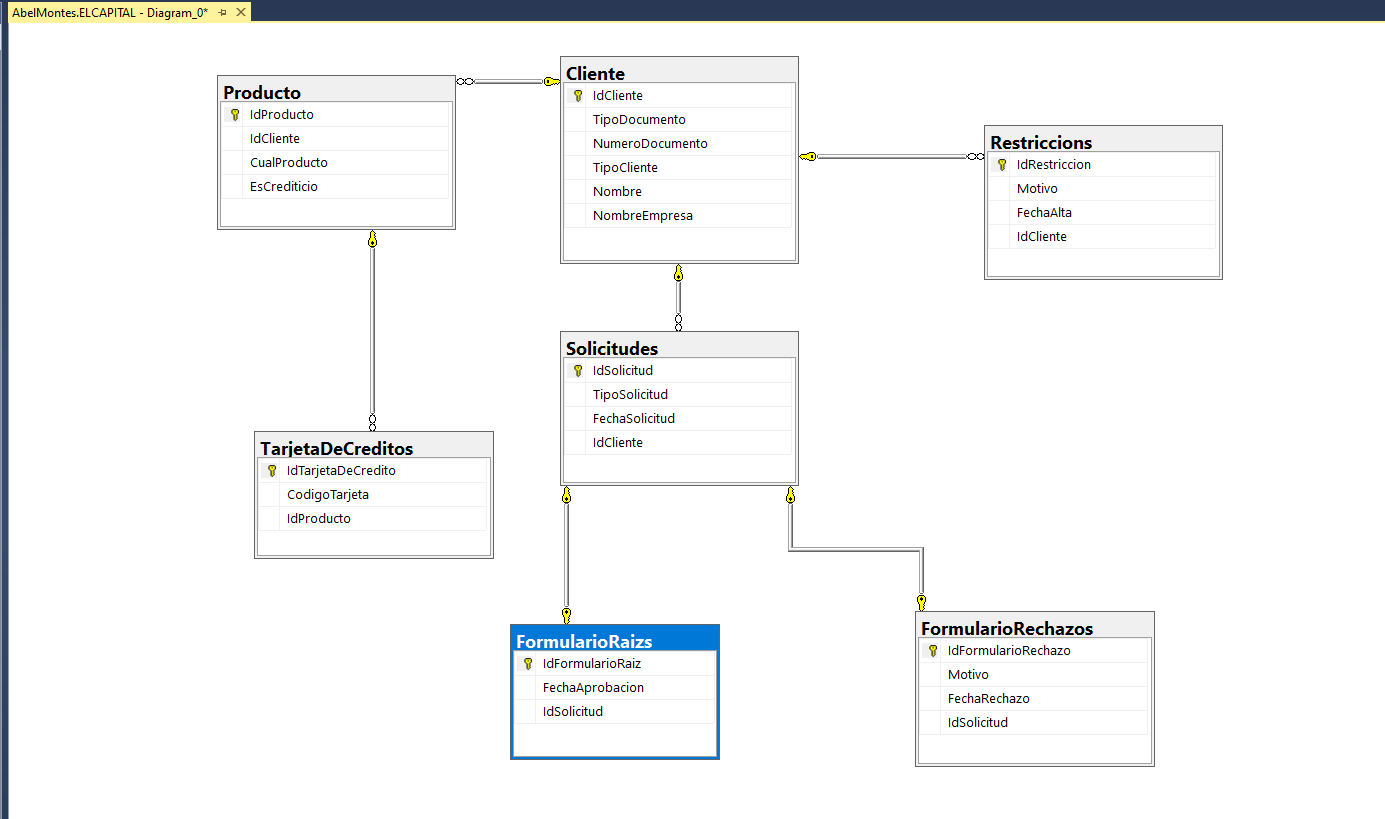 AbelMontes.ELCAPITAL - Diagram_0*
Producto
IdProducto
IdCliente
CualProducto
EsCrediticio
Cliente
IdCliente
TipoDocumento
NumeroDocumento
TipoCliente
Nombre
NombreEmpresa
Restriccions
IdRestriccion
Motivo
FechaAlta
IdCliente
Solicitudes
IdSolicitud
TipoSolicitud
FechaSolicitud
IdCliente
TarjetaDeCreditos
IdTarjetaDeCredito
CodigoTarjeta
IdProducto
FormularioRaizs
IdFormularioRaiz
FechaAprobacion
IdSolicitud
FormularioRechazos
IdFormularioRechazo
Motivo
FechaRechazo
IdSolicitud